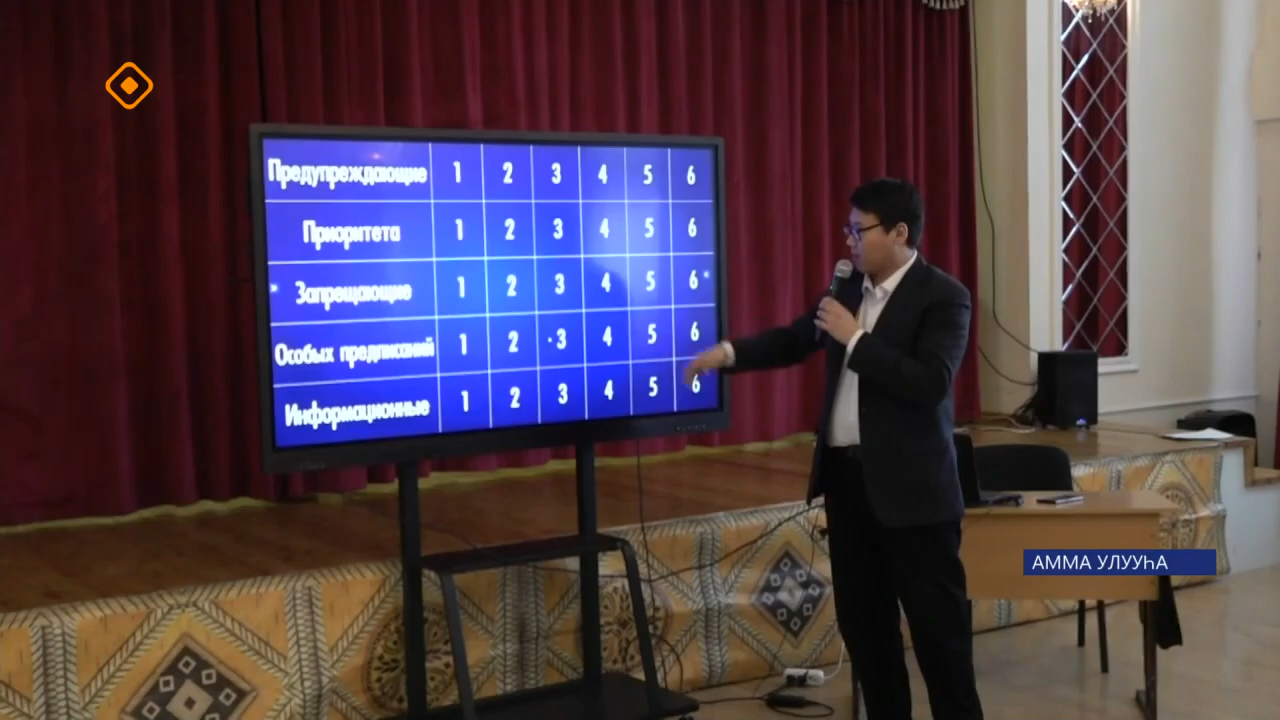 Предупреждающие 1 2 3 4 5 6
Приоритета 1 2 3 4 5 6
Запрещающие 1 2 3 4 5 6
Особых предписаний 1 2 3 4 5 6
Информационные 1 2 3 4 5 6
АММА УЛУУҺА